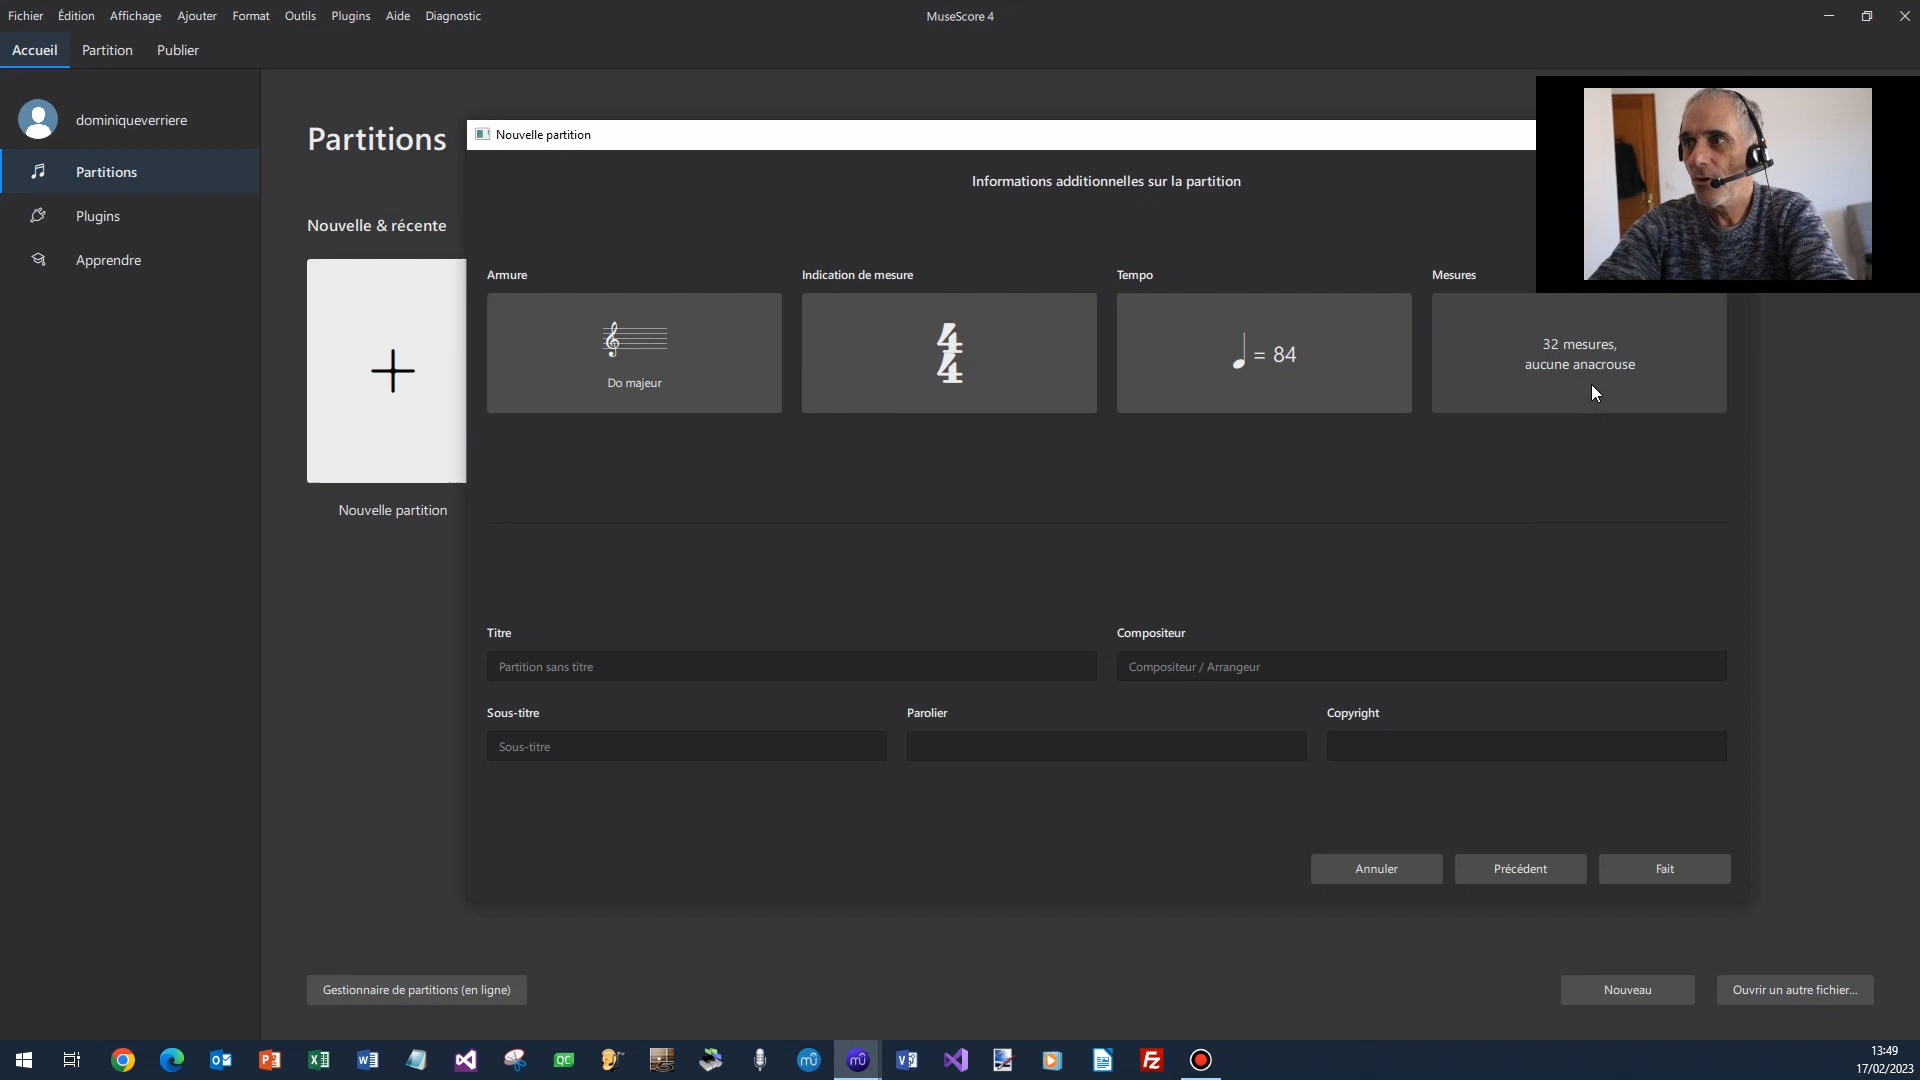 Fichier Édition Affichage Ajouter Format Outils Plugins Aide Diagnostic
MuseScore 4
Accueil Partition Publier
dominiqueverriere
Partitions
Plugins
Apprendre
Partitions
Nouvelle & récente
Nouvelle partition
Nouvelle partition
Informations additionnelles sur la partition
Armure
Indication de mesure
Tempo
Mesures
Do majeur
4
4
= 84
32 mesures,
aucune anacrouse
Titre
Compositeur
Partition sans titre
Compositeur / Arrangeur
Sous-titre
Parolier
Copyright
Sous-titre
Annuler
Précédent
Fait
Gestionnaire de partitions (en ligne)
Nouveau
Ouvrir un autre fichier...
13:49
17/02/2023